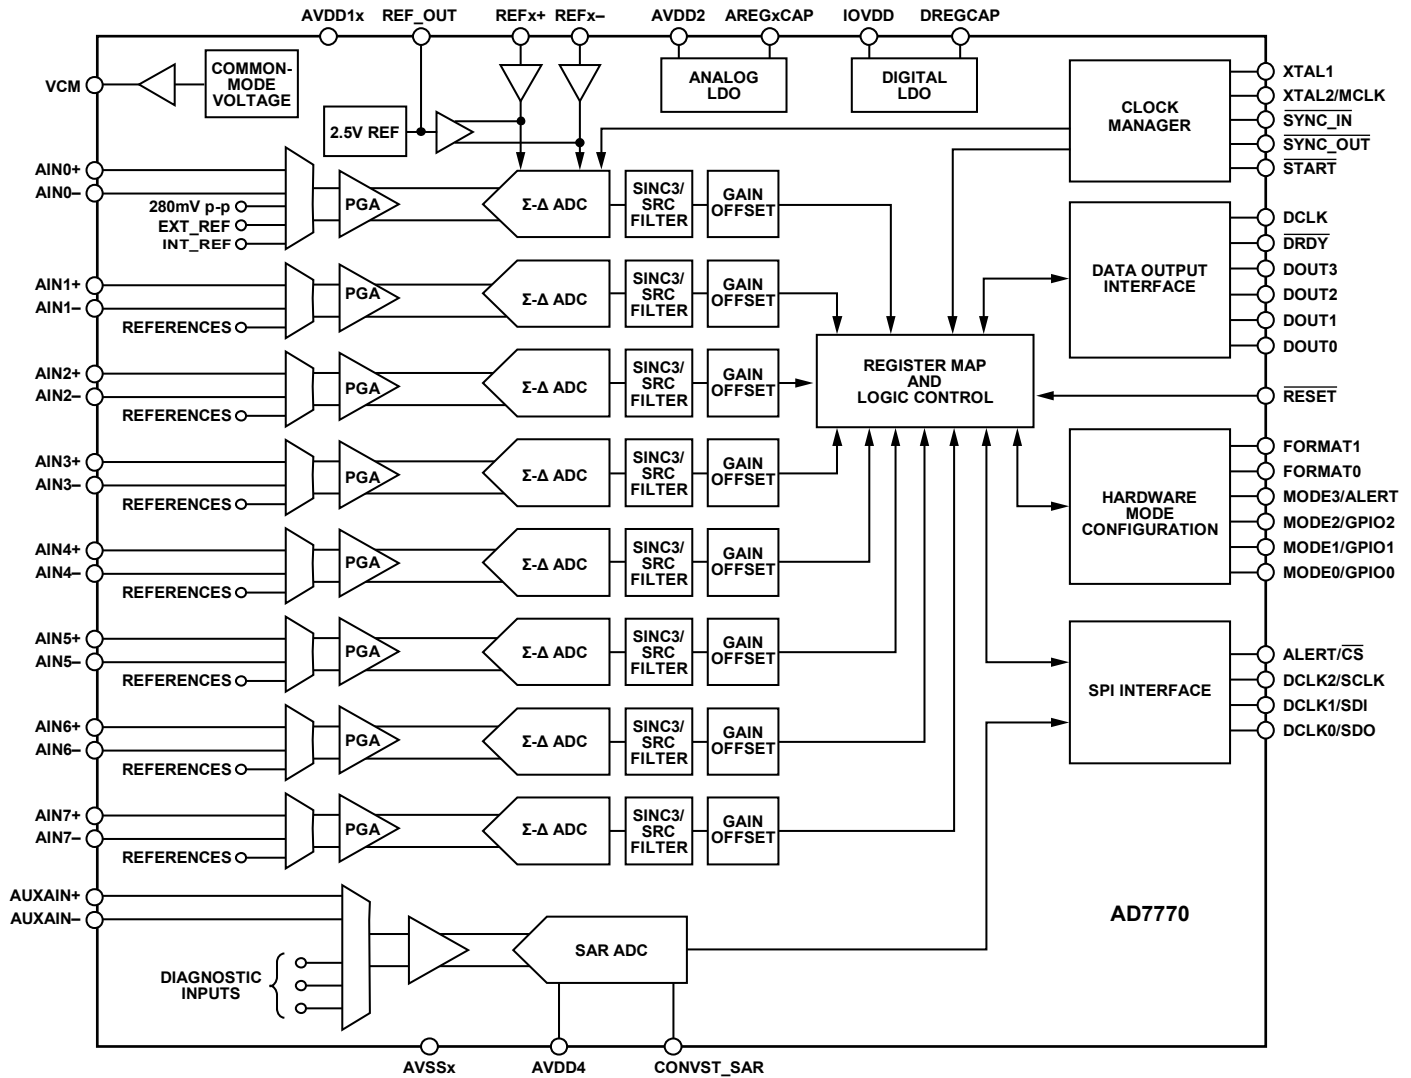 AVDD1x REF_OUT REFx+ REFx– AVDD2 AREGxCAP IOVDD DREGCAP
VCM
COMMON-
MODE
VOLTAGE
2.5V REF
ANALOG
LDO
DIGITAL
LDO
CLOCK
MANAGER
XTAL1
XTAL2/MCLK
SYNC_IN
SYNC_OUT
START
AIN0+
AIN0–
280mV p-p
EXT_REF
INT_REF
PGA
Σ-Δ ADC
SINC3/
SRC
FILTER
GAIN
OFFSET
DATA OUTPUT
INTERFACE
DCLK
DRDY
DOUT3
DOUT2
DOUT1
DOUT0
AIN1+
AIN1–
REFERENCES
PGA
Σ-Δ ADC
SINC3/
SRC
FILTER
GAIN
OFFSET
AIN2+
AIN2–
REFERENCES
PGA
Σ-Δ ADC
SINC3/
SRC
FILTER
GAIN
OFFSET
REGISTER MAP
AND
LOGIC CONTROL
RESET
AIN3+
AIN3–
REFERENCES
PGA
Σ-Δ ADC
SINC3/
SRC
FILTER
GAIN
OFFSET
HARDWARE
MODE
CONFIGURATION
FORMAT1
FORMAT0
MODE3/ALERT
MODE2/GPIO2
MODE1/GPIO1
MODE0/GPIO0
AIN4+
AIN4–
REFERENCES
PGA
Σ-Δ ADC
SINC3/
SRC
FILTER
GAIN
OFFSET
AIN5+
AIN5–
REFERENCES
PGA
Σ-Δ ADC
SINC3/
SRC
FILTER
GAIN
OFFSET
SPI INTERFACE
ALERT/CS
DCLK2/SCLK
DCLK1/SDI
DCLK0/SDO
AIN6+
AIN6–
REFERENCES
PGA
Σ-Δ ADC
SINC3/
SRC
FILTER
GAIN
OFFSET
AIN7+
AIN7–
REFERENCES
PGA
Σ-Δ ADC
SINC3/
SRC
FILTER
GAIN
OFFSET
AUXAIN+
AUXAIN–
DIAGNOSTIC
INPUTS
SAR ADC
AD7770
AVSSx AVDD4 CONVST_SAR